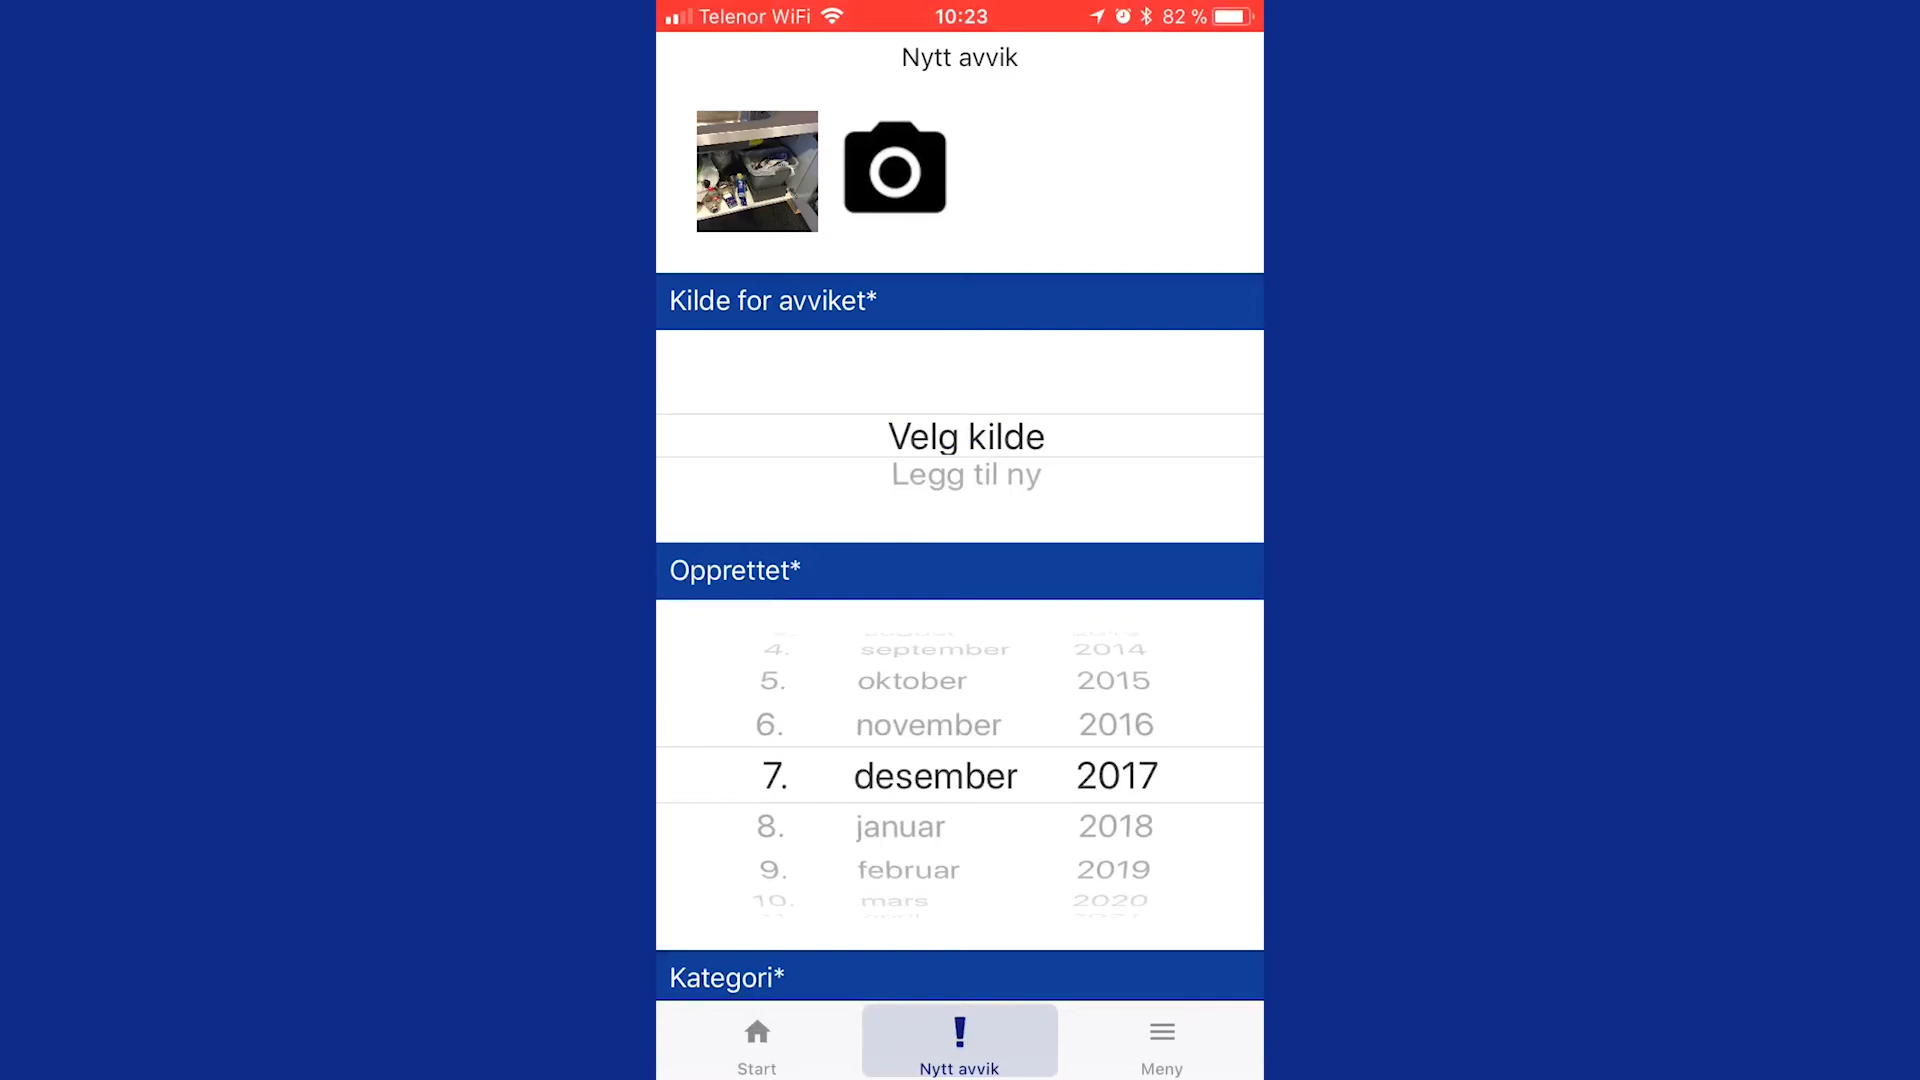 Telenor WiFi 10:23 82 %
Nytt avvik
Kilde for avviket*
Velg kilde
Legg til ny
Opprettet*
4. september 2014
5. oktober 2015
6. november 2016
7. desember 2017
8. januar 2018
9. februar 2019
10. mars 2020
Kategori*
Start Nytt avvik Meny